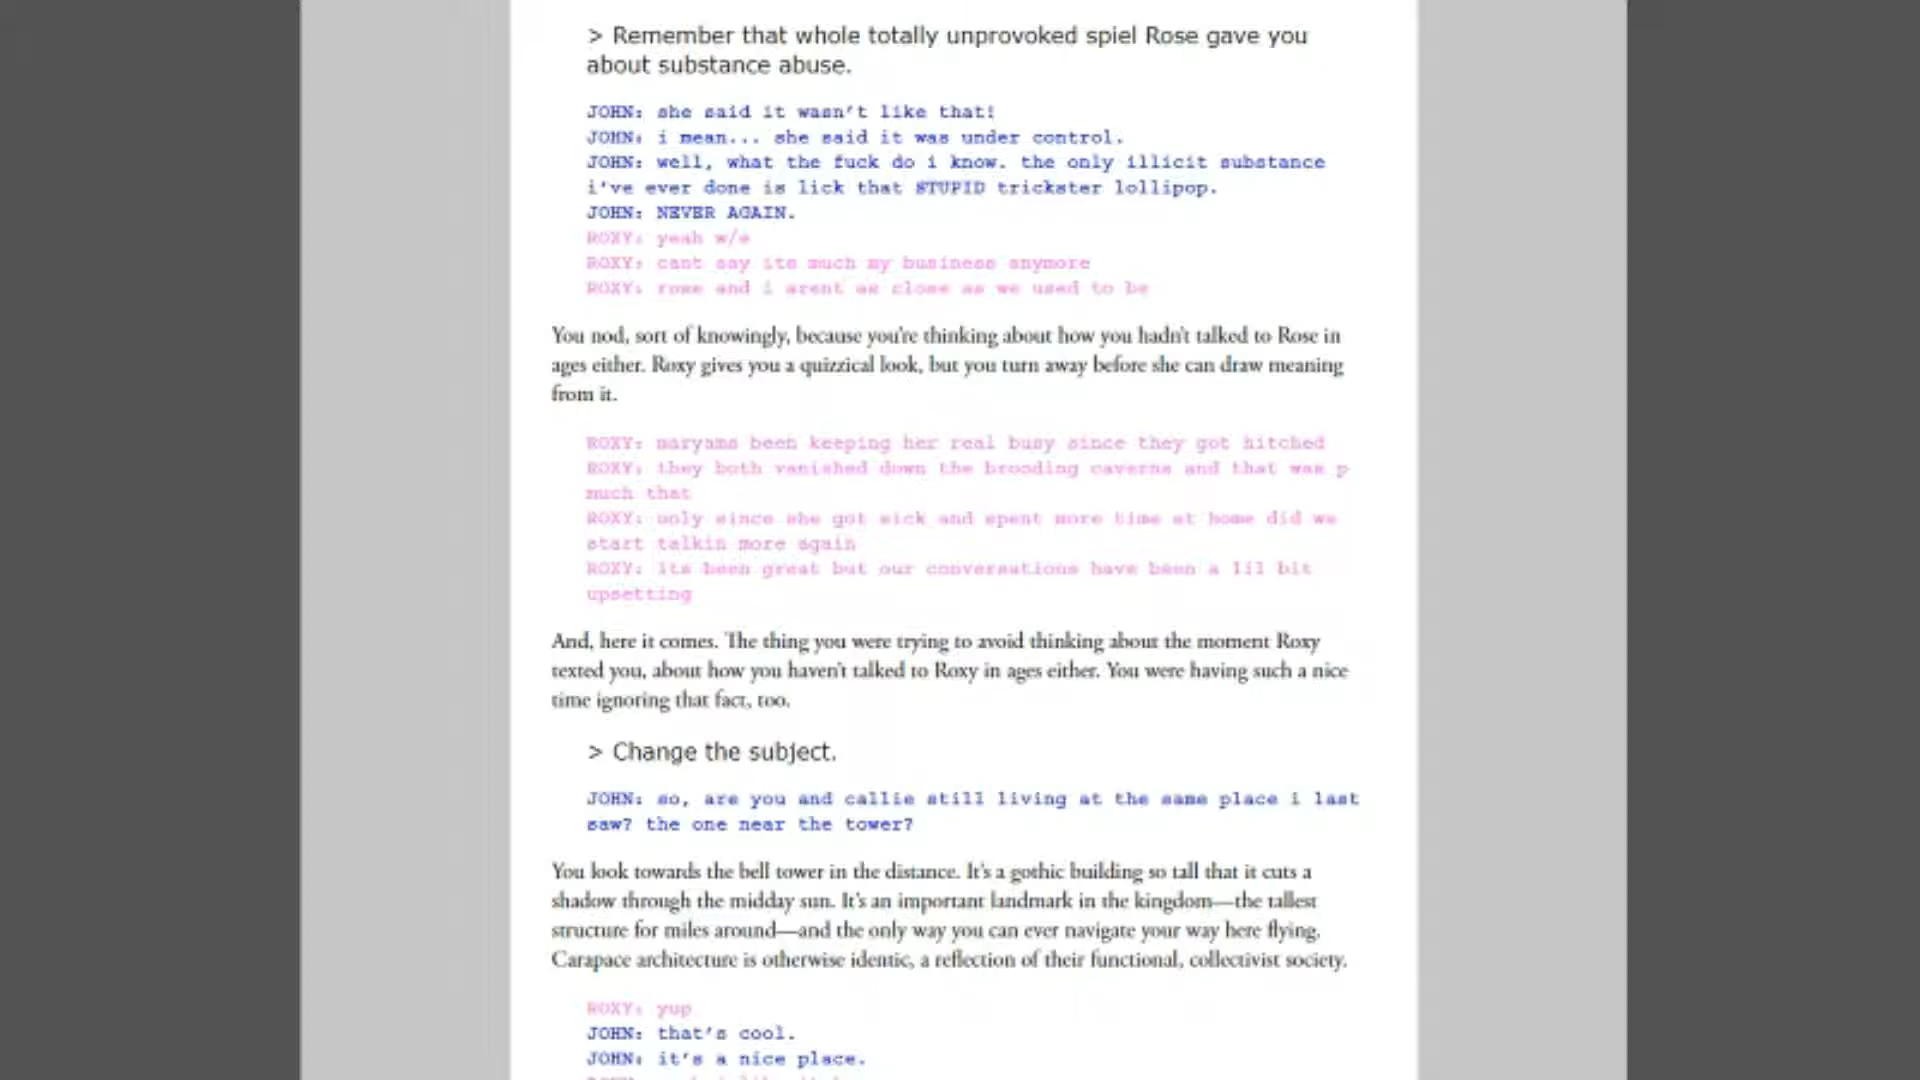 > Remember that whole totally unprovoked spiel Rose gave you
about substance abuse.
JOHN: she said it wasn't like that!
JOHN: i mean... she said it was under control.
JOHN: well, what the fuck do i know. the only illicit substance
i've ever done is lick that STUPID trickster lollipop.
JOHN: NEVER AGAIN.
ROXY: yeah w/e
ROXY: cant say its much my business anymore
ROXY: rose and i arent as close as we used to be
You nod, sort of knowingly, because you're thinking about how you hadn't talked to Rose in
ages either. Roxy gives you a quizzical look, but you turn away before she can draw meaning
from it.
ROXY: maryams been keeping her real busy since they got hitched
ROXY: they both vanished down the brooding caverns and that was p
much that
ROXY: only since she got sick and spent more time at home did we
start talkin more again
ROXY: its been great but our conversations have been a lil bit
upsetting
And, here it comes. The thing you were trying to avoid thinking about the moment Roxy
texted you, about how you haven't talked to Roxy in ages either. You were having such a nice
time ignoring that fact, too.
> Change the subject.
JOHN: so, are you and callie still living at the same place i last
saw? the one near the tower?
You look towards the bell tower in the distance. It's a gothic building so tall that it cuts a
shadow through the midday sun. It's an important landmark in the kingdom—the tallest
structure for miles around—and the only way you can ever navigate your way here flying.
Carapace architecture is otherwise identic, a reflection of their functional, collectivist society.
ROXY: yup
JOHN: that's cool.
JOHN: it's a nice place.